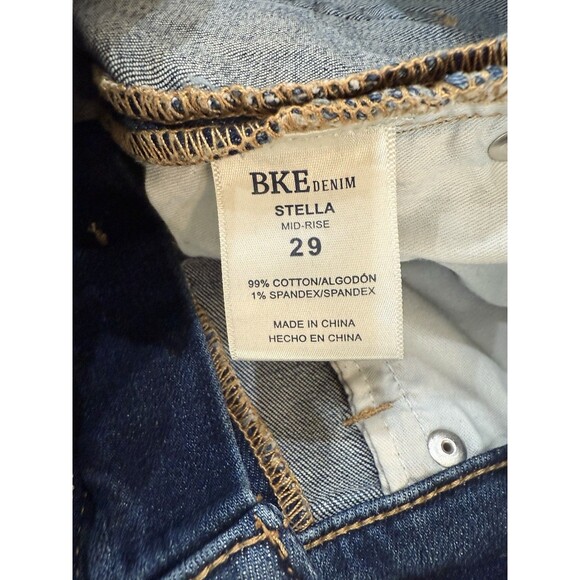 BKE DENIM
STELLA
MID-RISE
29
99% COTTON/ALGODÓN
1% SPANDEX/SPANDEX
MADE IN CHINA
HECHO EN CHINA